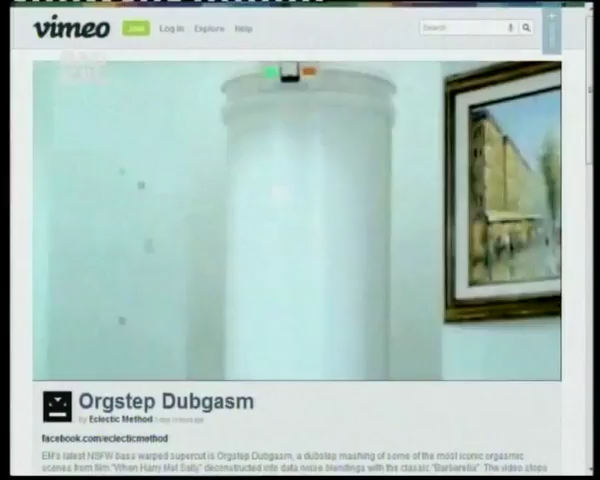 vimeo Join Log In Explore Help Search
Orgstep Dubgasm
by Eclectic Method
facebook.com/eclecticmethod
EM's latest NSFW bass warped supercut is Orgstep Dubgasm, a dubstep mashing of some of the most iconic orgasmic
scenes from film "When Harry Met Sally" deconstructed into data noise blendings with the classic "Barbarella". The video stops